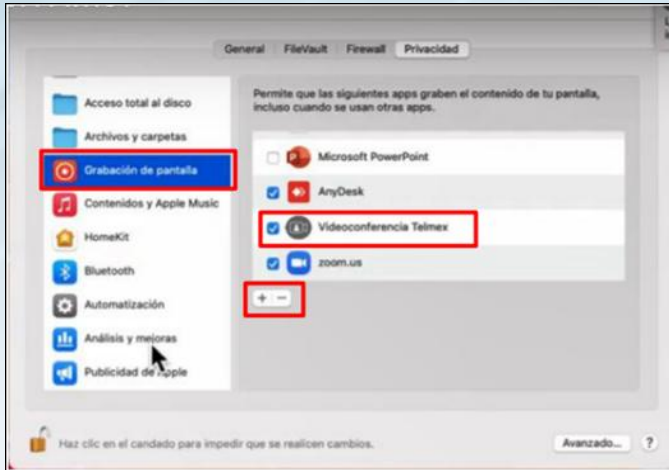 General FileVault Firewall Privacidad
Acceso total al disco
Archivos y carpetas
Grabación de pantalla
Contenidos y Apple Music
HomeKit
Bluetooth
Automatización
Análisis y mejoras
Publicidad de Apple
Permite que las siguientes apps graben el contenido de tu pantalla,
incluso cuando se usan otras apps.
Microsoft PowerPoint
AnyDesk
Videoconferencia Telmex
zoom.us
+ −
Haz clic en el candado para impedir que se realicen cambios.
Avanzado... ?